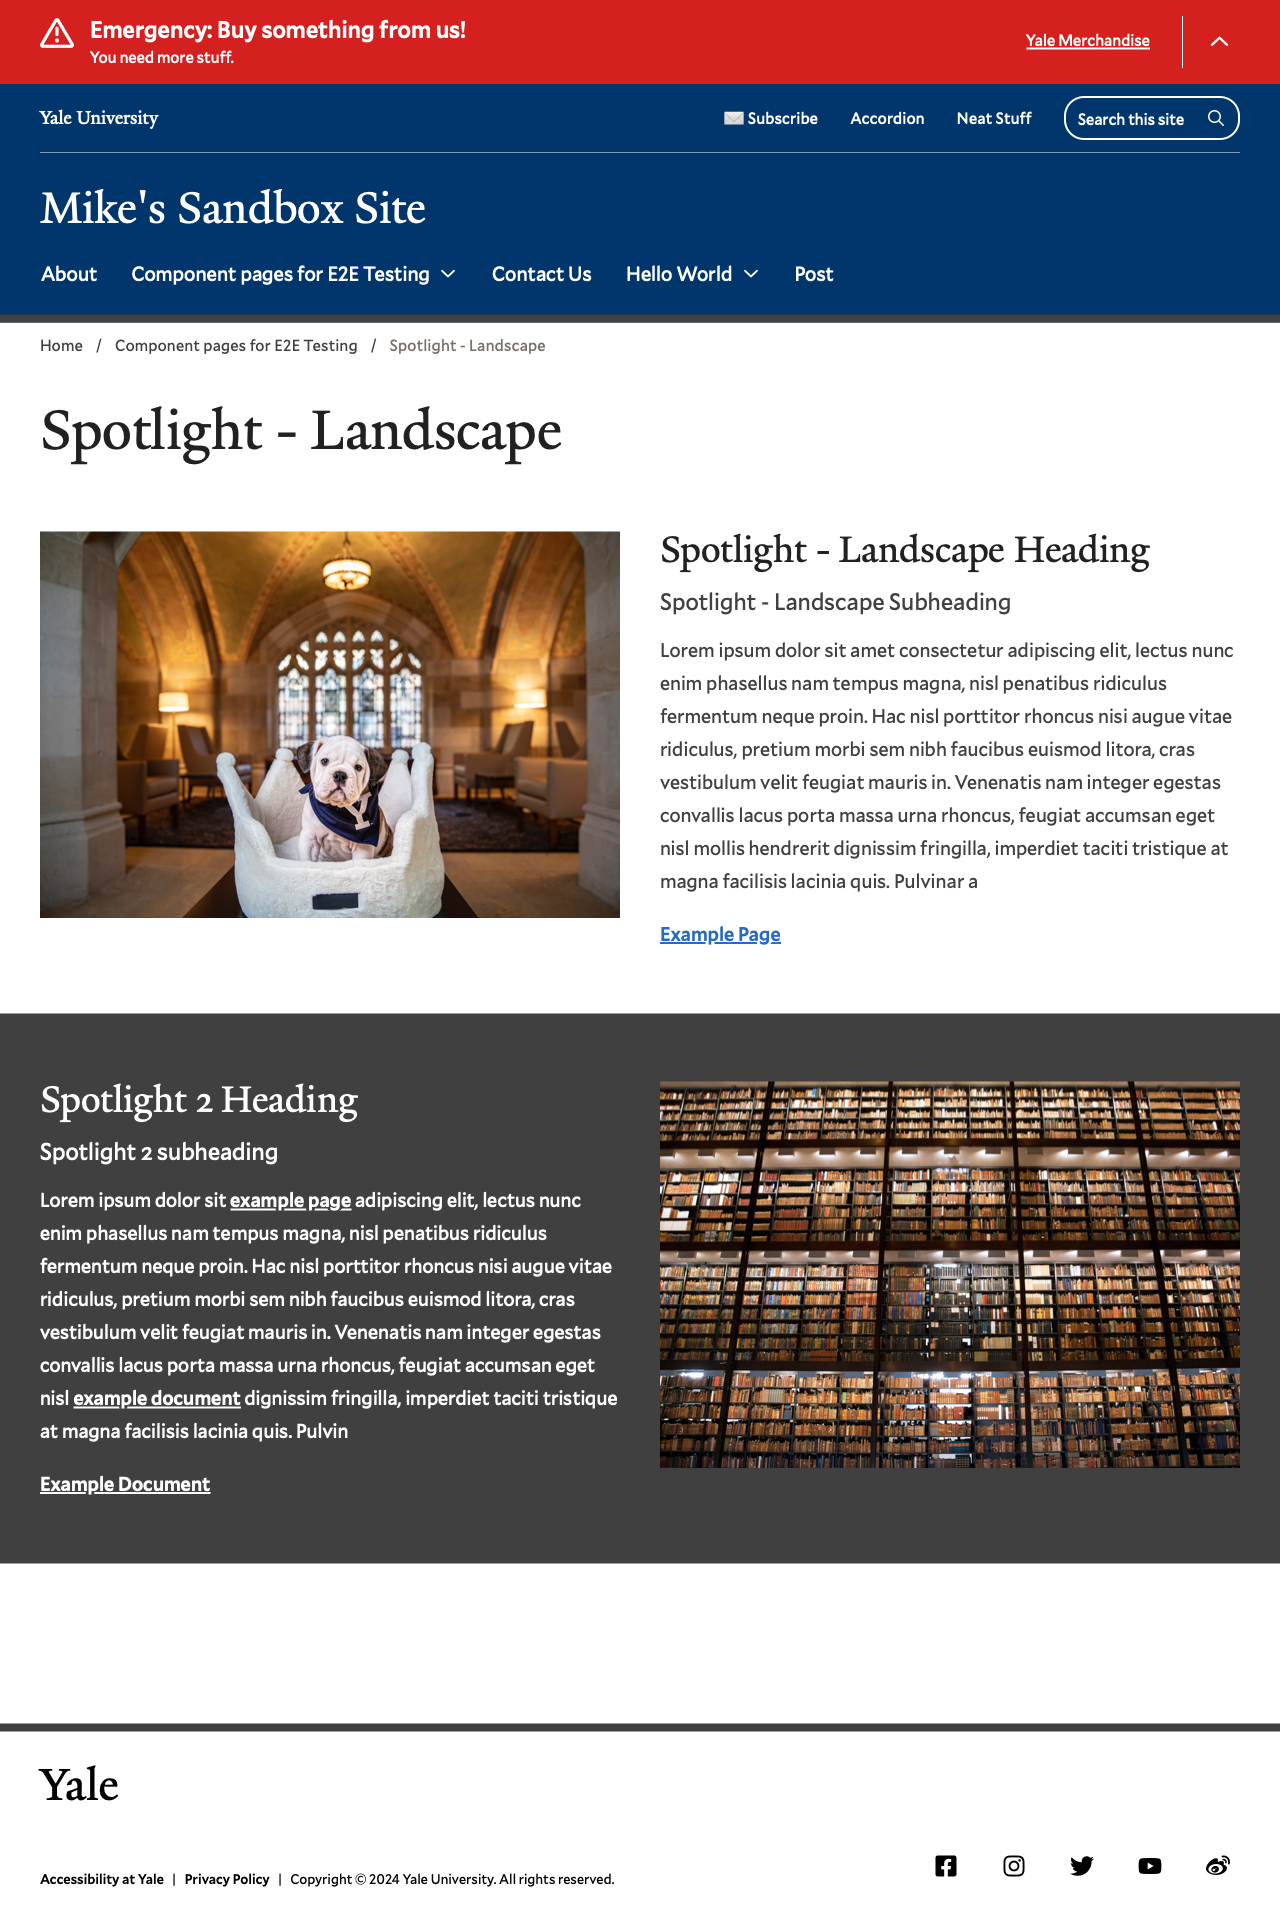 Emergency: Buy something from us!
You need more stuff.
Yale Merchandise
Yale University
Subscribe
Accordion
Neat Stuff
Search this site
Mike's Sandbox Site
About
Component pages for E2E Testing
Contact Us
Hello World
Post
Home / Component pages for E2E Testing / Spotlight - Landscape
Spotlight - Landscape
Y
Spotlight - Landscape Heading
Spotlight - Landscape Subheading
Lorem ipsum dolor sit amet consectetur adipiscing elit, lectus nunc
enim phasellus nam tempus magna, nisl penatibus ridiculus
fermentum neque proin. Hac nisl porttitor rhoncus nisi augue vitae
ridiculus, pretium morbi sem nibh faucibus euismod litora, cras
vestibulum velit feugiat mauris in. Venenatis nam integer egestas
convallis lacus porta massa urna rhoncus, feugiat accumsan eget
nisl mollis hendrerit dignissim fringilla, imperdiet taciti tristique at
magna facilisis lacinia quis. Pulvinar a
Example Page
Spotlight 2 Heading
Spotlight 2 subheading
Lorem ipsum dolor sit example page adipiscing elit, lectus nunc
enim phasellus nam tempus magna, nisl penatibus ridiculus
fermentum neque proin. Hac nisl porttitor rhoncus nisi augue vitae
ridiculus, pretium morbi sem nibh faucibus euismod litora, cras
vestibulum velit feugiat mauris in. Venenatis nam integer egestas
convallis lacus porta massa urna rhoncus, feugiat accumsan eget
nisl example document dignissim fringilla, imperdiet taciti tristique
at magna facilisis lacinia quis. Pulvin
Example Document
Yale
Accessibility at Yale | Privacy Policy | Copyright © 2024 Yale University. All rights reserved.